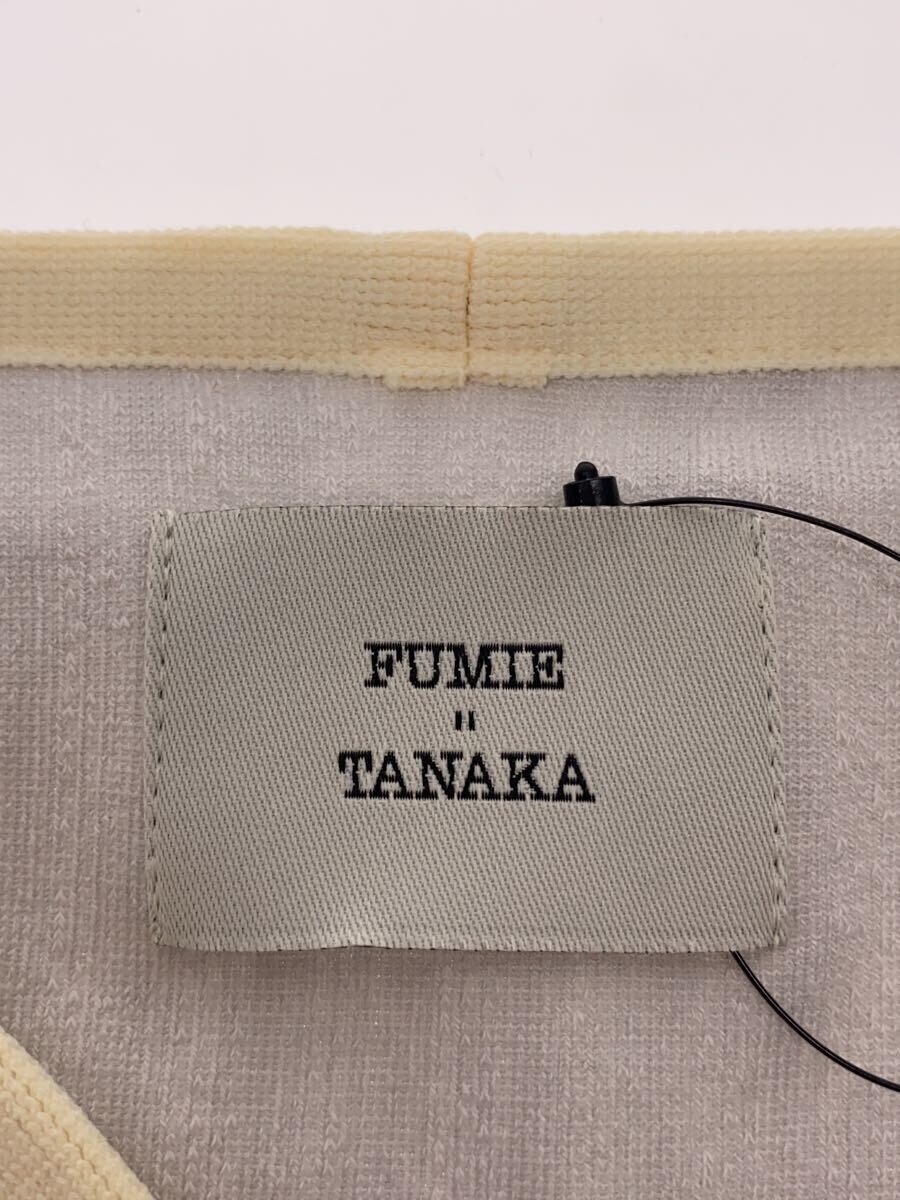 FUMIE
=
TANAKA